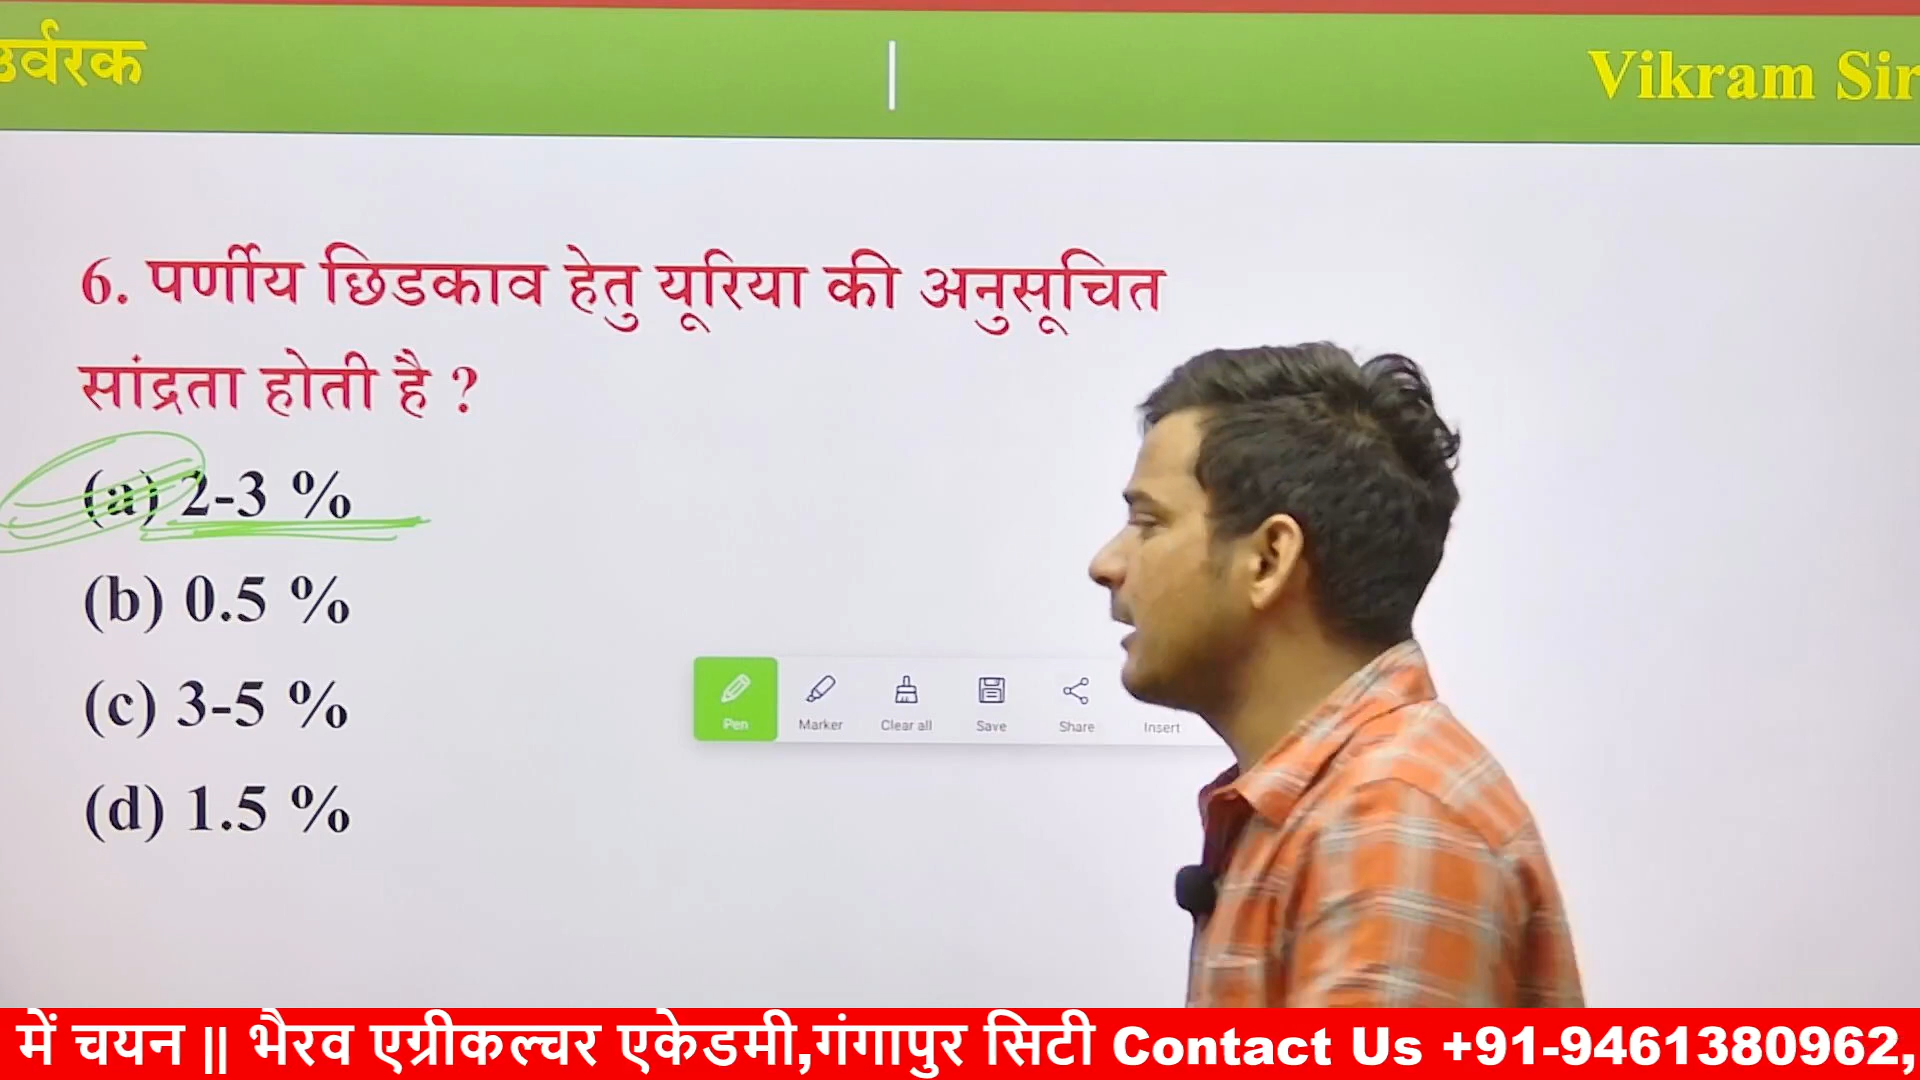 उर्वरक
Vikram Sir
6. पर्णीय छिडकाव हेतु यूरिया की अनुसूचित
सांद्रता होती है ?
(a) 2-3 %
(b) 0.5 %
(c) 3-5 %
(d) 1.5 %
Pen
Marker
Clear all
Save
Share
Insert
में चयन || भैरव एग्रीकल्चर एकेडमी,गंगापुर सिटी Contact Us +91-9461380962,